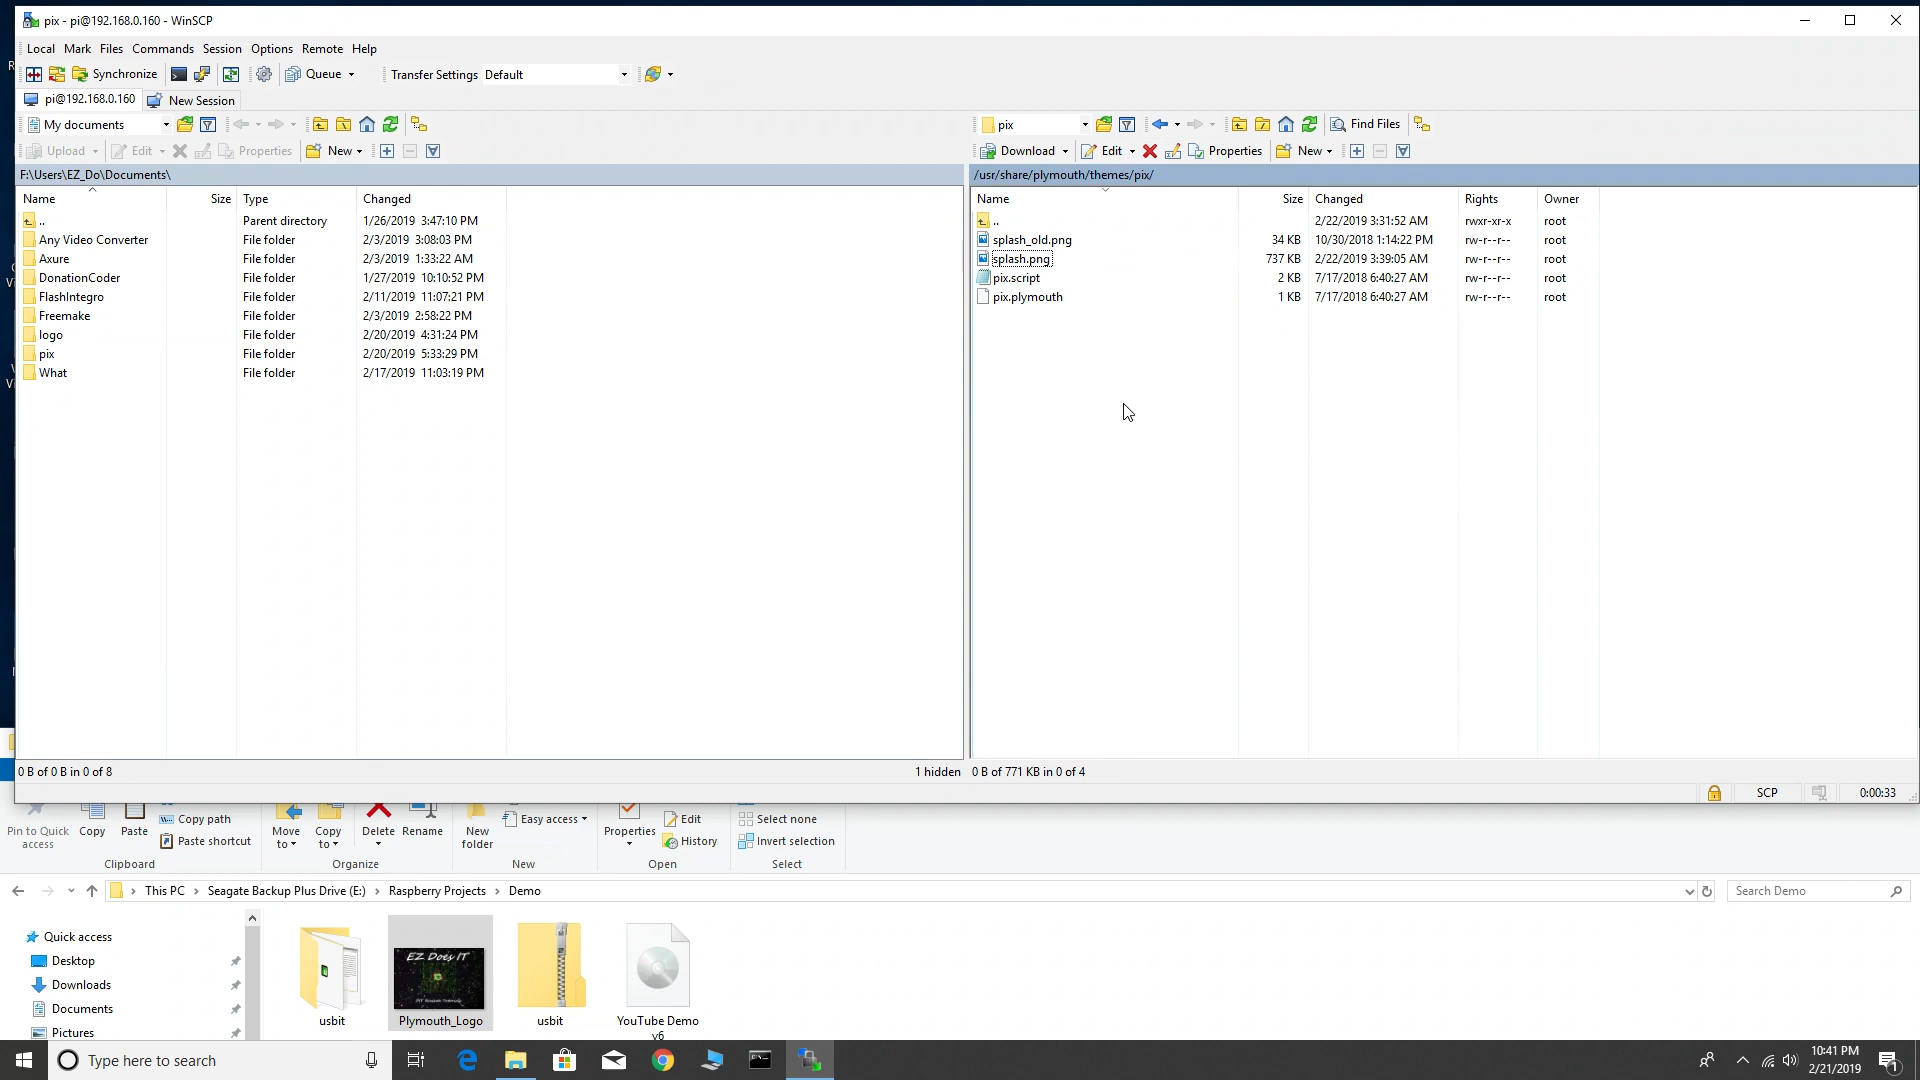 pix - pi@192.168.0.160 - WinSCP
Local Mark Files Commands Session Options Remote Help
Synchronize Queue Transfer Settings Default
pi@192.168.0.160 New Session
My documents
Upload Edit Properties New
F:\Users\EZ_Do\Documents\
Name Size Type Changed
.. Parent directory 1/26/2019 3:47:10 PM
Any Video Converter File folder 2/3/2019 3:08:03 PM
Axure File folder 2/3/2019 1:33:22 AM
DonationCoder File folder 1/27/2019 10:10:52 PM
FlashIntegro File folder 2/11/2019 11:07:21 PM
Freemake File folder 2/3/2019 2:58:22 PM
logo File folder 2/20/2019 4:31:24 PM
pix File folder 2/20/2019 5:33:29 PM
What File folder 2/17/2019 11:03:19 PM
0 B of 0 B in 0 of 8 1 hidden
pix Find Files
Download Edit Properties New
/usr/share/plymouth/themes/pix/
Name Size Changed Rights Owner
.. 2/22/2019 3:31:52 AM rwxr-xr-x root
splash_old.png 34 KB 10/30/2018 1:14:22 PM rw-r--r-- root
splash.png 737 KB 2/22/2019 3:39:05 AM rw-r--r-- root
pix.script 2 KB 7/17/2018 6:40:27 AM rw-r--r-- root
pix.plymouth 1 KB 7/17/2018 6:40:27 AM rw-r--r-- root
0 B of 771 KB in 0 of 4
SCP 0:00:33
Pin to Quick access Copy Paste Copy path Paste shortcut
Move to Copy to Delete Rename New folder Easy access
Properties Edit History Select none Invert selection
Clipboard Organize New Open Select
This PC Seagate Backup Plus Drive (E:) Raspberry Projects Demo Search Demo
Quick access
Desktop
Downloads
Documents
Pictures
EZ Does IT
usbit Plymouth_Logo usbit YouTube Demo v6
Type here to search
10:41 PM
2/21/2019
1